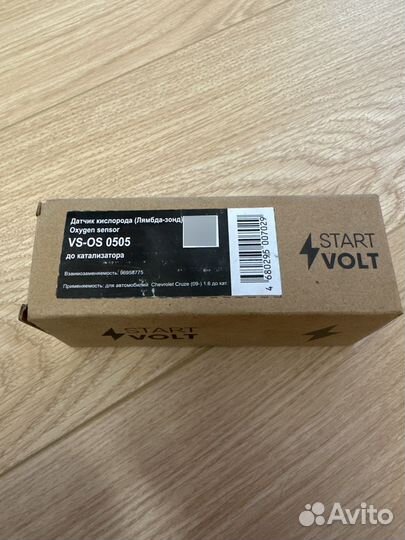 Датчик кислорода (Лямбда-зонд)
Oxygen sensor
VS-OS 0505
до катализатора
Взаимозаменяемость: 96958775
Применяемость: для автомобилей Chevrolet Cruze (09-) 1.6 до кат.
4 680295 007029
START
VOLT
START
VOLT
Avito